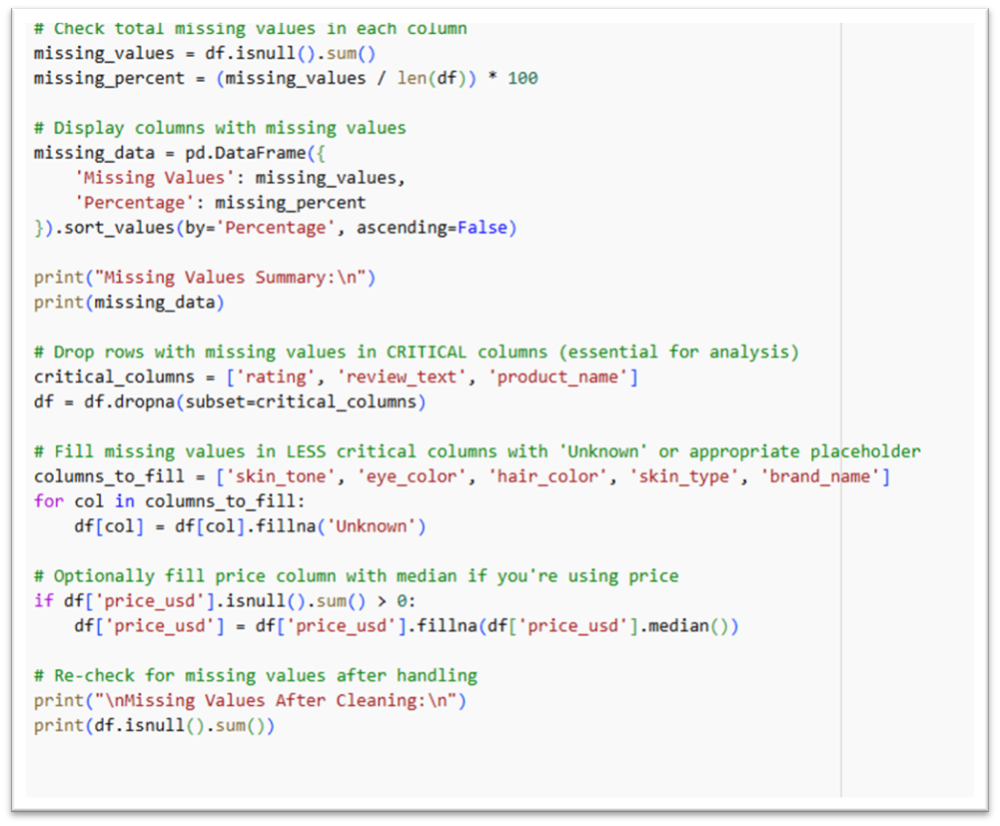 # Check total missing values in each column
missing_values = df.isnull().sum()
missing_percent = (missing_values / len(df)) * 100
# Display columns with missing values
missing_data = pd.DataFrame({
    'Missing Values': missing_values,
    'Percentage': missing_percent
}).sort_values(by='Percentage', ascending=False)
print("Missing Values Summary:\n")
print(missing_data)
# Drop rows with missing values in CRITICAL columns (essential for analysis)
critical_columns = ['rating', 'review_text', 'product_name']
df = df.dropna(subset=critical_columns)
# Fill missing values in LESS critical columns with 'Unknown' or appropriate placeholder
columns_to_fill = ['skin_tone', 'eye_color', 'hair_color', 'skin_type', 'brand_name']
for col in columns_to_fill:
    df[col] = df[col].fillna('Unknown')
# Optionally fill price column with median if you're using price
if df['price_usd'].isnull().sum() > 0:
    df['price_usd'] = df['price_usd'].fillna(df['price_usd'].median())
# Re-check for missing values after handling
print("\nMissing Values After Cleaning:\n")
print(df.isnull().sum())